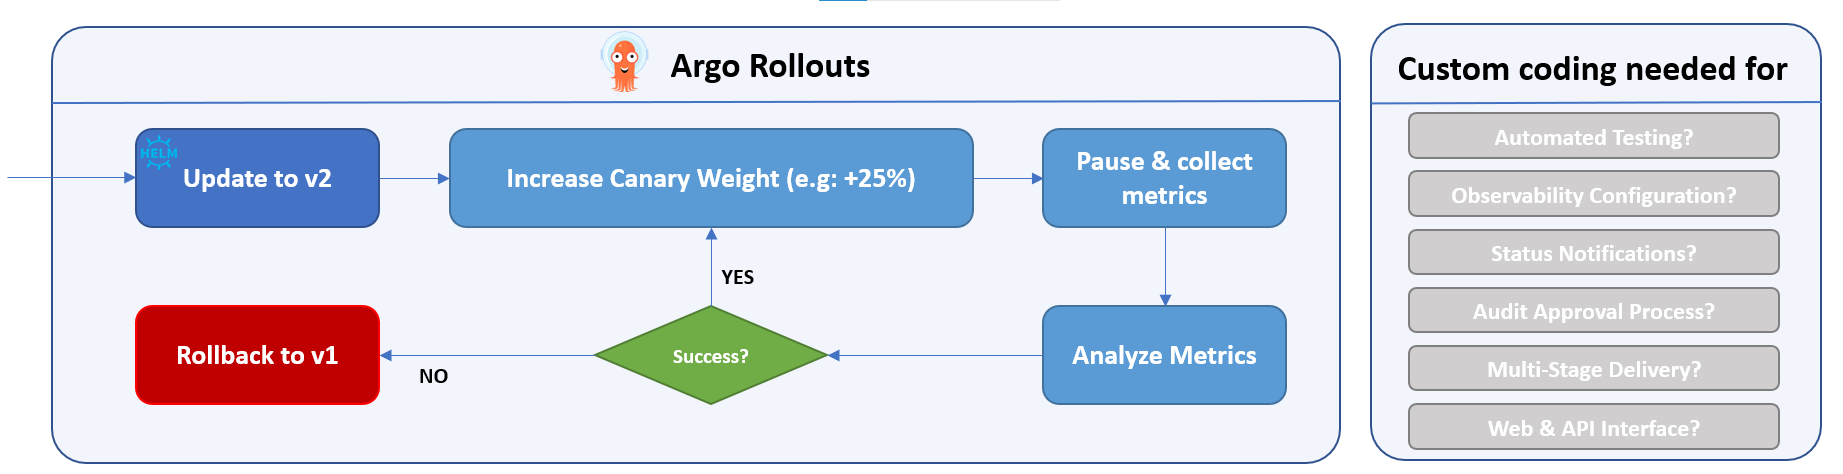 Argo Rollouts
HELM
Update to v2
Increase Canary Weight (e.g: +25%)
Pause & collect
metrics
YES
Rollback to v1
NO
Success?
Analyze Metrics
Custom coding needed for
Automated Testing?
Observability Configuration?
Status Notifications?
Audit Approval Process?
Multi-Stage Delivery?
Web & API Interface?